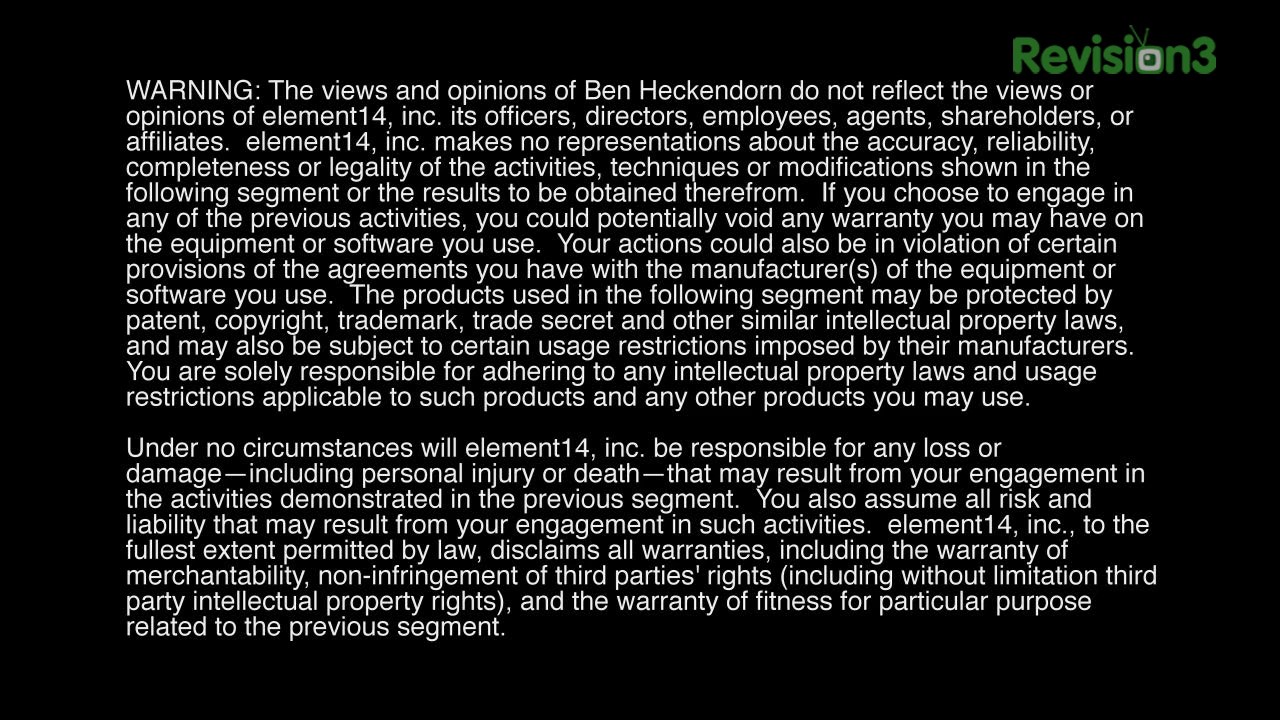 Revision3
WARNING: The views and opinions of Ben Heckendorn do not reflect the views or
opinions of element14, inc. its officers, directors, employees, agents, shareholders, or
affiliates.  element14, inc. makes no representations about the accuracy, reliability,
completeness or legality of the activities, techniques or modifications shown in the
following segment or the results to be obtained therefrom.  If you choose to engage in
any of the previous activities, you could potentially void any warranty you may have on
the equipment or software you use.  Your actions could also be in violation of certain
provisions of the agreements you have with the manufacturer(s) of the equipment or
software you use.  The products used in the following segment may be protected by
patent, copyright, trademark, trade secret and other similar intellectual property laws,
and may also be subject to certain usage restrictions imposed by their manufacturers.
You are solely responsible for adhering to any intellectual property laws and usage
restrictions applicable to such products and any other products you may use.
Under no circumstances will element14, inc. be responsible for any loss or
damage—including personal injury or death—that may result from your engagement in
the activities demonstrated in the previous segment.  You also assume all risk and
liability that may result from your engagement in such activities.  element14, inc., to the
fullest extent permitted by law, disclaims all warranties, including the warranty of
merchantability, non-infringement of third parties' rights (including without limitation third
party intellectual property rights), and the warranty of fitness for particular purpose
related to the previous segment.